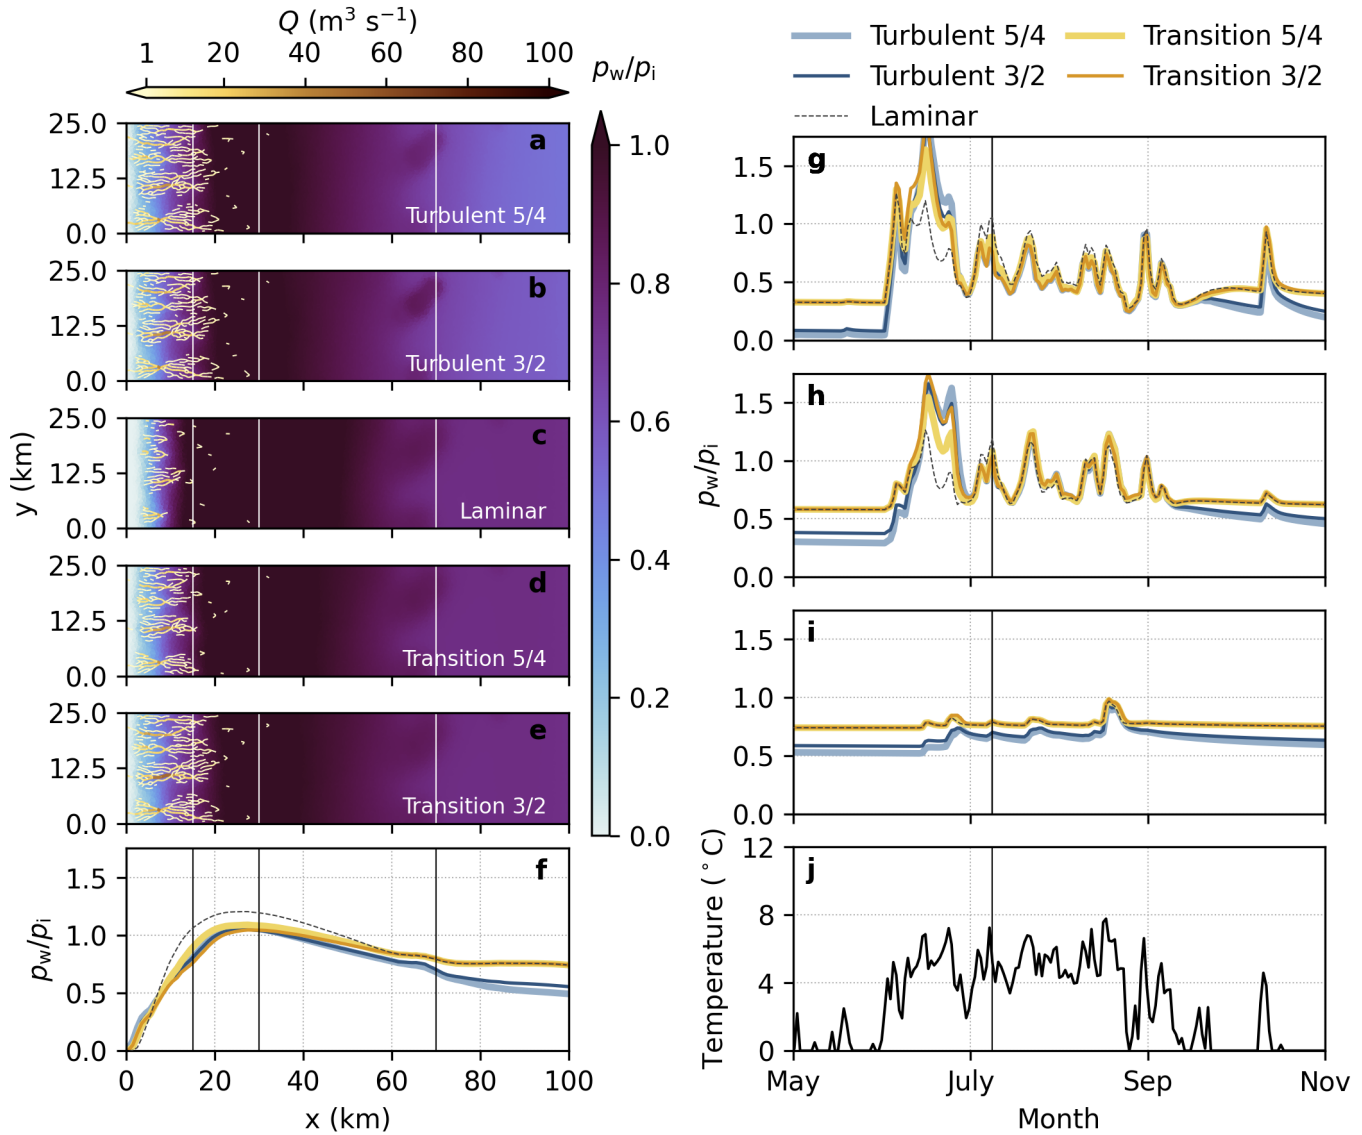 Q (m³ s⁻¹)
1 20 40 60 80 100
p_w/p_i
25.0
12.5
0.0
a
Turbulent 5/4
25.0
12.5
0.0
b
Turbulent 3/2
25.0
12.5
0.0
c
Laminar
25.0
12.5
0.0
d
Transition 5/4
25.0
12.5
0.0
e
Transition 3/2
y (km)
1.0
0.8
0.6
0.4
0.2
0.0
f
p_w/p_i
1.5
1.0
0.5
0.0
0 20 40 60 80 100
x (km)
Turbulent 5/4 Transition 5/4
Turbulent 3/2 Transition 3/2
Laminar
g
1.5
1.0
0.5
0.0
h
p_w/p_i
1.5
1.0
0.5
0.0
i
1.5
1.0
0.5
0.0
j
Temperature (°C)
12
8
4
0
May July Sep Nov
Month